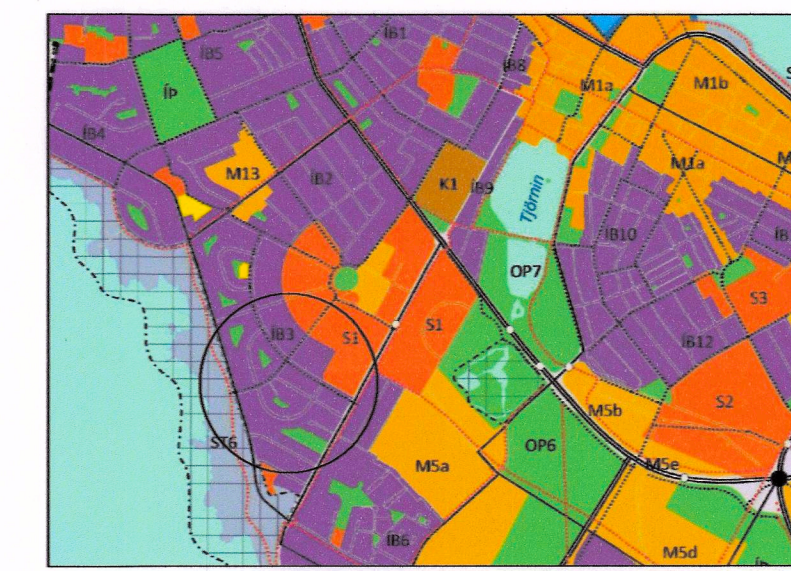 ÍB1
ÍB5
ÍB8
M1a
M1b
ÍÞ
ÍB4
M13
ÍB2
K1
ÍB9
Tjörnin
M1a
ÍB10
OP7
S3
ÍB3
S1
S1
ÍB12
S2
M5b
ST6
OP6
M5a
M5e
ÍB6
M5d